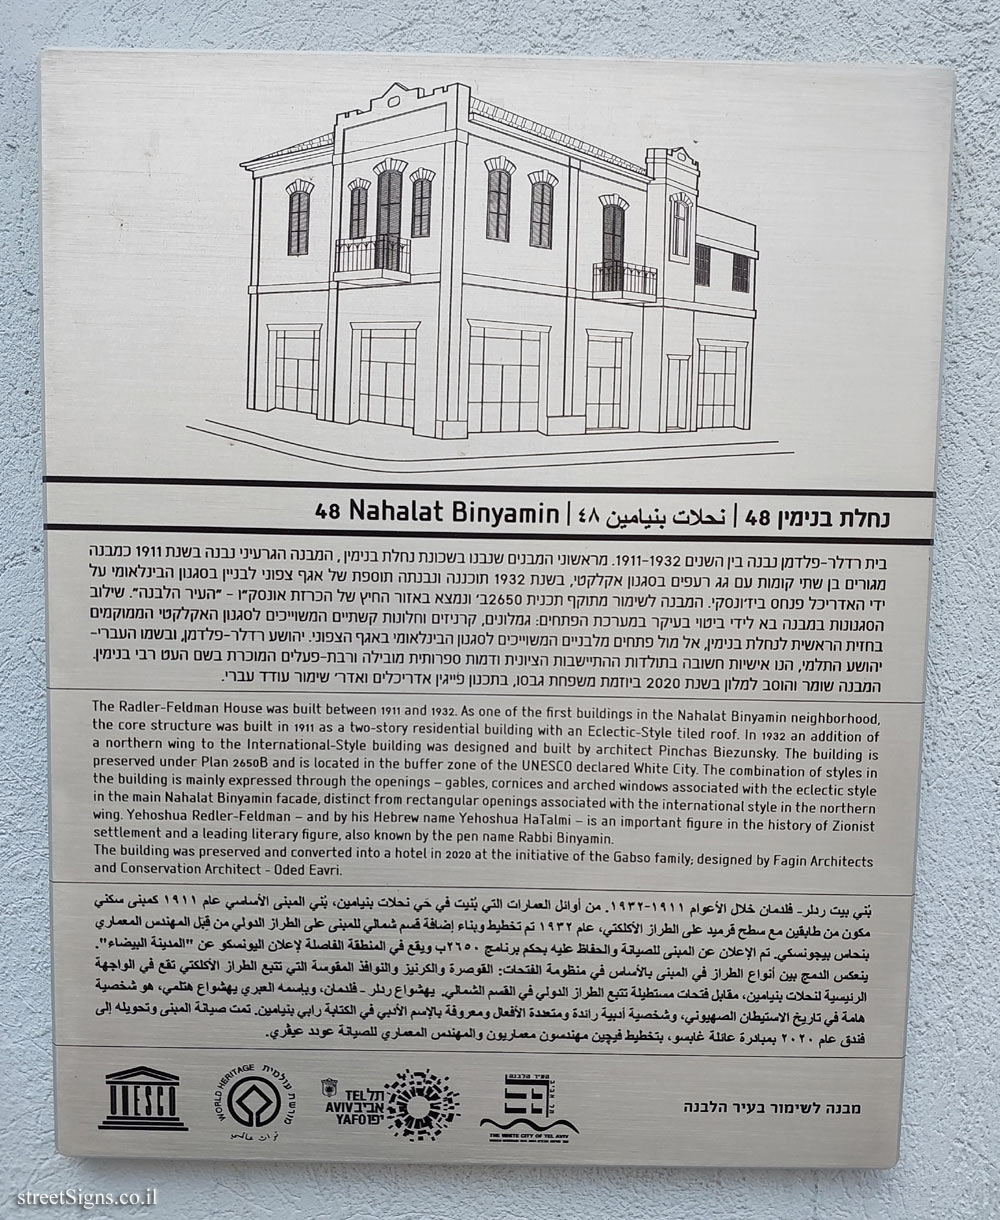 נחלת בנימין 48 | نحلات بنيامين ٤٨ | 48 Nahalat Binyamin
בית רדלר-פלדמן נבנה בין השנים 1911-1932. מראשוני המבנים שנבנו בשכונת נחלת בנימין, המבנה הגרעיני נבנה בשנת 1911 כמבנה
מגורים בן שתי קומות עם גג רעפים בסגנון אקלקטי, בשנת 1932 תוכננה ונבנתה תוספת של אגף צפוני לבניין בסגנון הבינלאומי על
ידי האדריכל פנחס ביז'ונסקי. המבנה לשימור מתוקף תכנית 2650ב' ונמצא באזור החיץ של הכרזת אונסק"ו - "העיר הלבנה". שילוב
הסגנונות במבנה בא לידי ביטוי בעיקר במערכת הפתחים: גמלונים, קרניזים וחלונות קשתיים המשוייכים לסגנון האקלקטי הממוקמים
בחזית הראשית לנחלת בנימין, אל מול פתחים מלבניים המשוייכים לסגנון הבינלאומי באגף הצפוני. יהושע רדלר-פלדמן, ובשמו העברי-
יהושע התלמי, הנו אישיות חשובה בתולדות ההתיישבות הציונית ודמות ספרותית מובילה ורבת-פעלים המוכרת בשם העט רבי בנימין.
המבנה שומר והוסב למלון בשנת 2020 ביוזמת משפחת גבסו, בתכנון פייגין אדריכלים ואדר' שימור עודד עברי.
The Radler-Feldman House was built between 1911 and 1932. As one of the first buildings in the Nahalat Binyamin neighborhood,
the core structure was built in 1911 as a two-story residential building with an Eclectic-Style tiled roof. In 1932 an addition of
a northern wing to the International-Style building was designed and built by architect Pinchas Biezunsky. The building is
preserved under Plan 2650B and is located in the buffer zone of the UNESCO declared White City. The combination of styles in
the building is mainly expressed through the openings – gables, cornices and arched windows associated with the eclectic style
in the main Nahalat Binyamin facade, distinct from rectangular openings associated with the international style in the northern
wing. Yehoshua Redler-Feldman – and by his Hebrew name Yehoshua HaTalmi – is an important figure in the history of Zionist
settlement and a leading literary figure, also known by the pen name Rabbi Binyamin.
The building was preserved and converted into a hotel in 2020 at the initiative of the Gabso family; designed by Fagin Architects
and Conservation Architect - Oded Eavri.
بُني بيت ردلر- فلدمان خلال الأعوام ١٩١١-١٩٣٢. من أوائل العمارات التي بُنيت في حَي نحلات بنيامين، بُني المبنى الأساسي عام ١٩١١ كمبنى سكني
مكون من طابقين مع سطح قرميد على الطراز الأكلكتي، عام ١٩٣٢ تم تخطيط وبناء إضافة قسم شمالي للمبنى على الطراز الدولي من قبل المهندس المعماري
بنحاس بيجونسكي. تم الإعلان عن المبنى للصيانة والحفاظ عليه بحكم برنامج ٢٦٥٠ب ويقع في المنطقة الفاصلة لإعلان اليونسكو عن "المدينة البيضاء".
ينعكس الدمج بين أنواع الطراز في المبنى بالأساس في منظومة الفتحات: القوصرة والكرنيز والنوافذ المقوسة التي تتبع الطراز الأكلكتي تقع في الواجهة
الرئيسية لنحلات بنيامين، مقابل فتحات مستطيلة تتبع الطراز الدولي في القسم الشمالي. يهشواع ردلر - فلدمان، وبإسمه العبري يهشواع هتلمي، هو شخصية
هامة في تاريخ الاستيطان الصهيوني، وشخصية أدبية رائدة ومتعددة الأفعال ومعروفة بالإسم الأدبي في الكتابة رابي بنيامين. تمت صيانة المبنى وتحويله إلى
فندق عام ٢٠٢٠ بمبادرة عائلة غابسو، بتخطيط فيچين مهندسون معماريون والمهندس المعماري للصيانة عودد عيڤري.
UNESCO
WORLD HERITAGE
מורשת עולמית
TEL תל
AVIV אביב
YAFO יפו
העיר הלבנה
תל אביב
THE WHITE CITY OF TEL AVIV
מבנה לשימור בעיר הלבנה
streetSigns.co.il